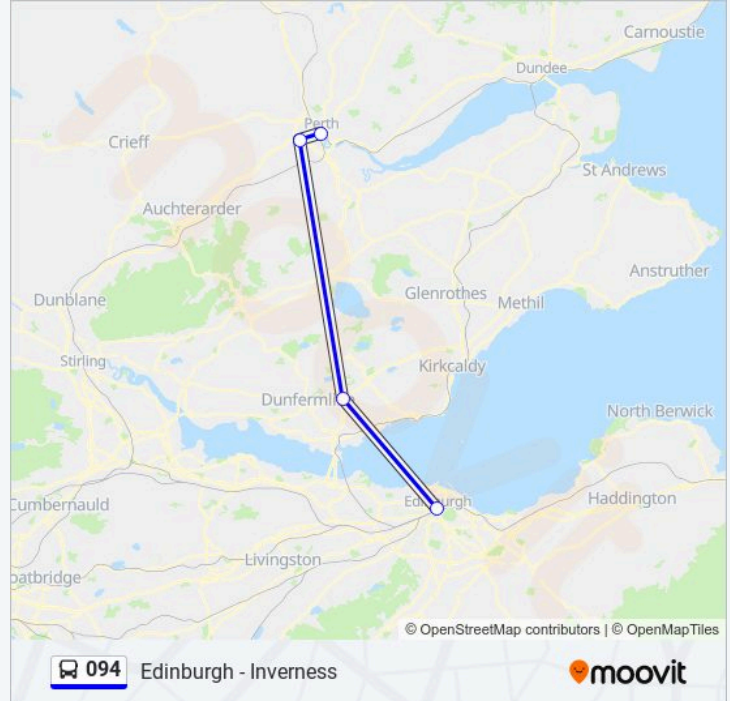 Carnoustie
Dundee
Perth
Crieff
St Andrews
Auchterarder
Anstruther
Dunblane
Glenrothes
Methil
Stirling
Kirkcaldy
Dunfermlin
North Berwick
Edinburgh
Cumbernauld
Haddington
Livingston
oatbridge
© OpenStreetMap contributors | © OpenMapTiles
094 Edinburgh - Inverness
moovit